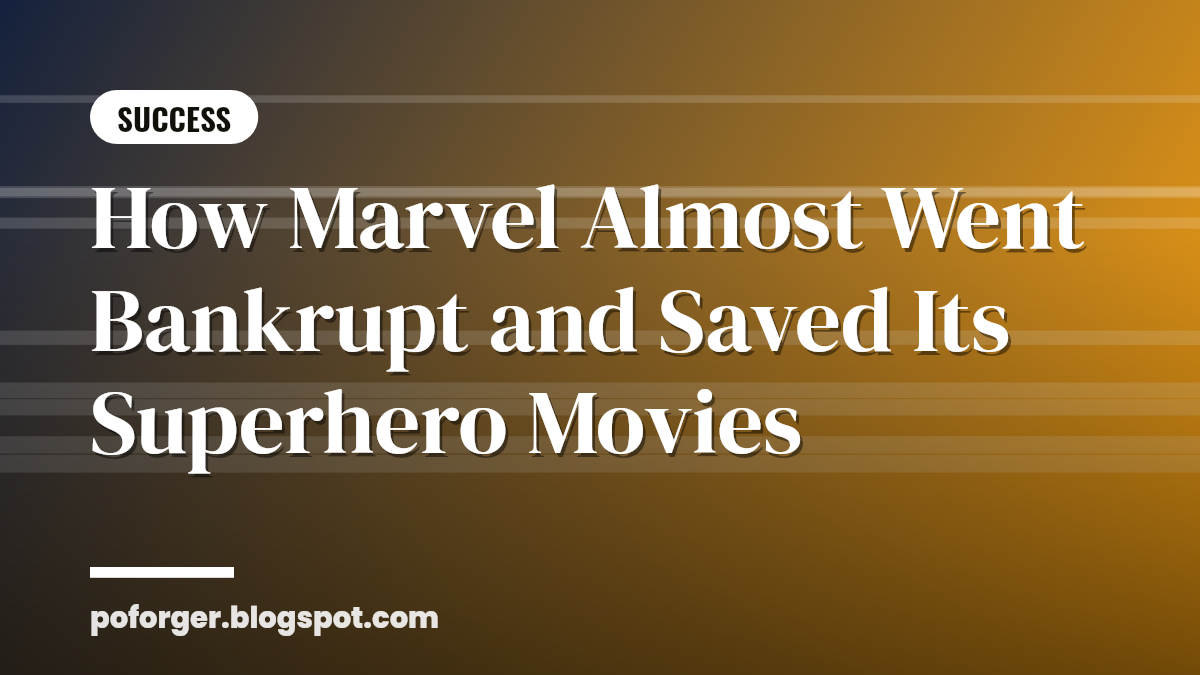 SUCCESS
How Marvel Almost Went
Bankrupt and Saved Its
Superhero Movies
poforger.blogspot.com